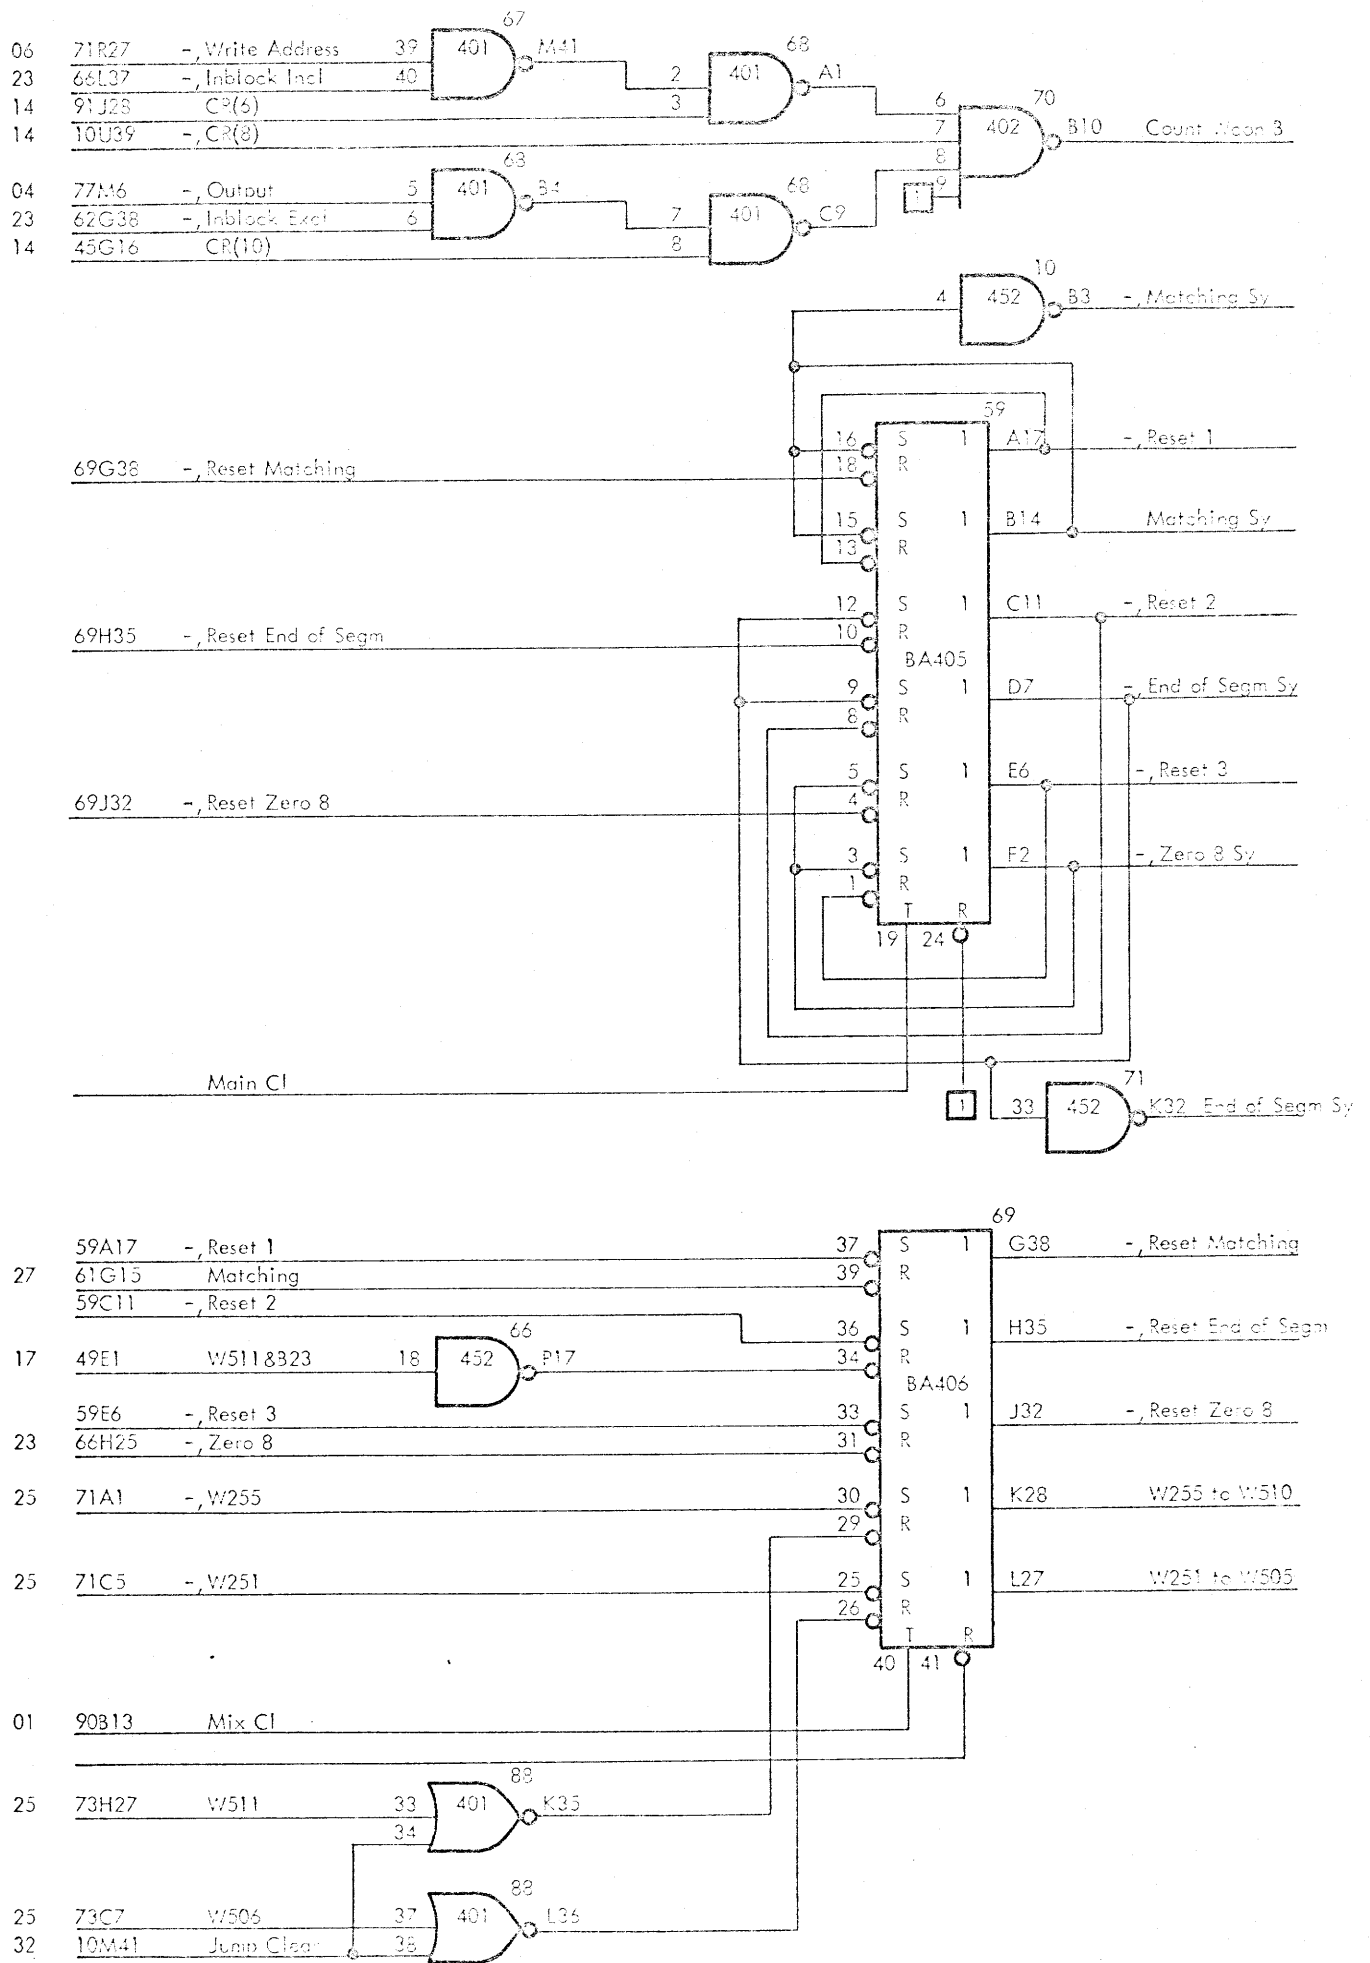 67
06 71R27 -,Write Address 39 401 M41
68
23 66L37 -,Inblock Incl 40 2 401 A1
14 91J28 CR(6) 3 6 70
14 10U39 -,CR(8) 7 402 B10 Count 3
63 8
04 77M6 -,Output 5 401 B4 68 9 1
23 62G38 -,Inblock Excl 6 7 401 C9
14 45G16 CR(10) 8
10
4 452 B3 -,Matching Sy
59
16 S 1 A17 -,Reset 1
69G38 -,Reset Matching 18 R
15 S 1 B14 Matching Sy
13 R
12 S 1 C11 -,Reset 2
69H35 -,Reset End of Segm 10 R
BA405
9 S 1 D7 -,End of Segm Sy
8 R
5 S 1 E6 -,Reset 3
69J32 -,Reset Zero 8 4 R
3 S 1 F2 -,Zero 8 Sy
1 R
T R
19 24
Main Cl 71
1 33 452 K32 End of Segm Sy
69
59A17 -,Reset 1 37 S 1 G38 -,Reset Matching
27 61G15 Matching 39 R
59C11 -,Reset 2
66 36 S 1 H35 -,Reset End of Segm
17 49E1 W511&B23 18 452 P17 34 R
BA406
59E6 -,Reset 3 33 S 1 J32 -,Reset Zero 8
23 66H25 -,Zero 8 31 R
25 71A1 -,W255 30 S 1 K28 W255 to W510
29 R
25 71C5 -,W251 25 S 1 L27 W251 to W505
26 R
T R
40 41
01 90B13 Mix Cl
88
25 73H27 W511 33 401 K35
34
88
25 73C7 W506 37 401 L36
32 10M41 Jump Clear 38